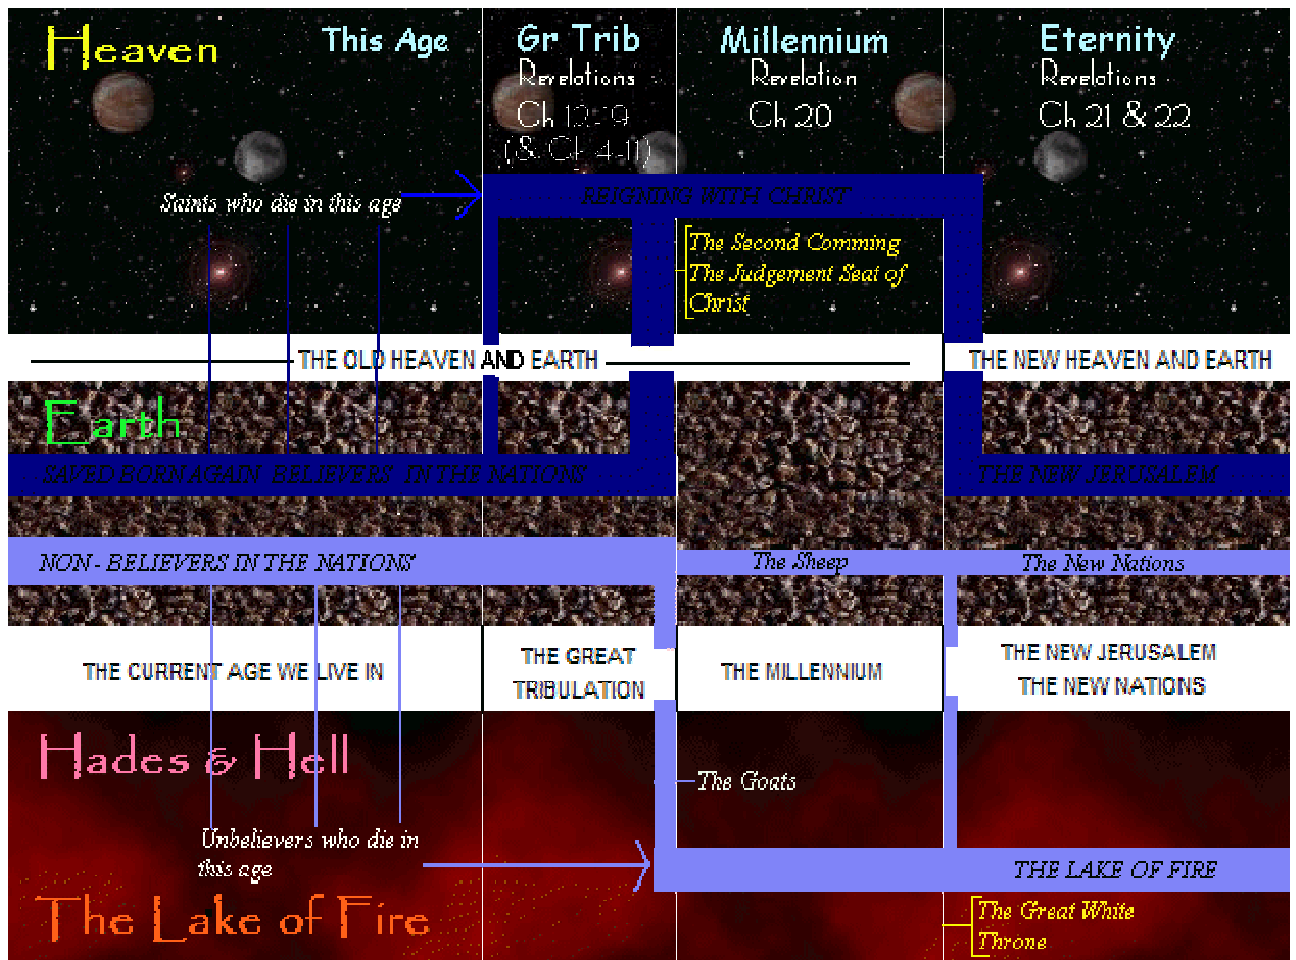 Heaven
This Age
Gr Trib
Revelations
Ch 12-19
(& Ch 4-11)
Millennium
Revelation
Ch 20
Eternity
Revelations
Ch 21 & 22
Saints who die in this age
REIGNING WITH CHRIST
The Second Comming
The Judgement Seat of
Christ
THE OLD HEAVEN AND EARTH
THE NEW HEAVEN AND EARTH
Earth
SAVED BORN AGAIN BELIEVERS IN THE NATIONS
THE NEW JERUSALEM
NON - BELIEVERS IN THE NATIONS
The Sheep
The New Nations
THE CURRENT AGE WE LIVE IN
THE GREAT
TRIBULATION
THE MILLENNIUM
THE NEW JERUSALEM
THE NEW NATIONS
Hades & Hell
The Goats
Unbelievers who die in
this age
THE LAKE OF FIRE
The Lake of Fire
The Great White
Throne